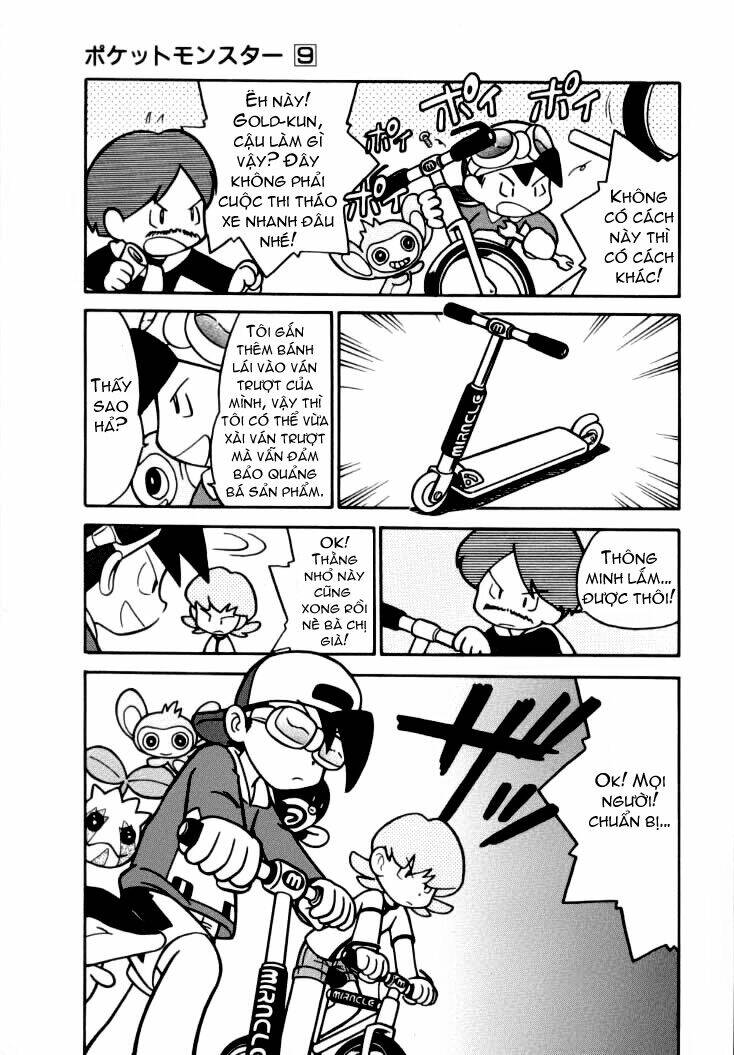 ポケットモンスター 9
Êh này!
Gold-kun,
cậu làm gì
vậy? Đây
không phải
cuộc thi tháo
xe nhanh đâu
nhé!
ポイ
ポイ
ポイ
ポイ
m
Không
có cách
này thì
có cách
khác!
Thấy
sao
hả?
Tôi gắn
thêm bánh
lái vào ván
trượt của
mình, vậy thì
tôi có thể vừa
xài ván trượt
mà vẫn đảm
bảo quảng
bá sản phẩm.
m
MIRACLE
OK!
Thằng
nhỏ này
cũng
xong rồi
nè bà chị
già!
Thông
minh lắm...
được thôi!
Ok! Mọi
người!
chuẩn bị...
m
MIRACLE
MIRACLE